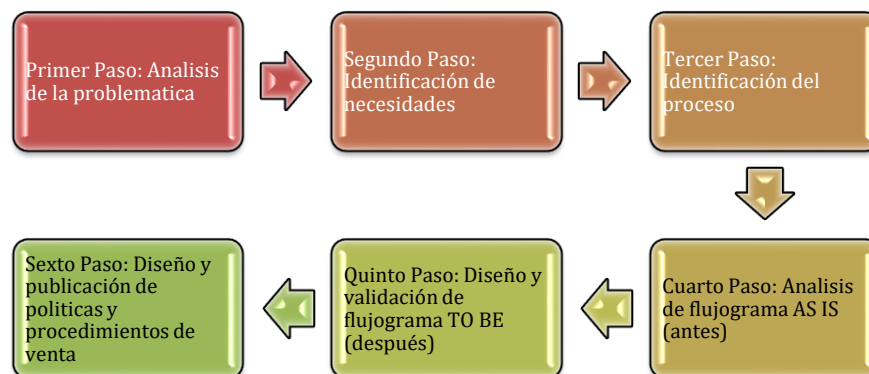 Primer Paso: Analisis
de la problematica
Segundo Paso:
Identificación de
necesidades
Tercer Paso:
Identificación del
proceso
Cuarto Paso: Analisis
de flujograma AS IS
(antes)
Quinto Paso: Diseño y
validación de
flujograma TO BE
(después)
Sexto Paso: Diseño y
publicación de
politicas y
procedimientos de
venta